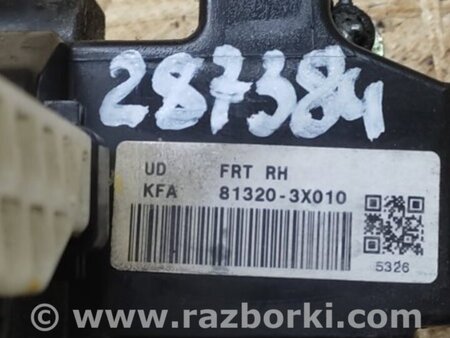 287384
UD FRT RH
KFA 81320-3X010
5326
© www.razborki.com